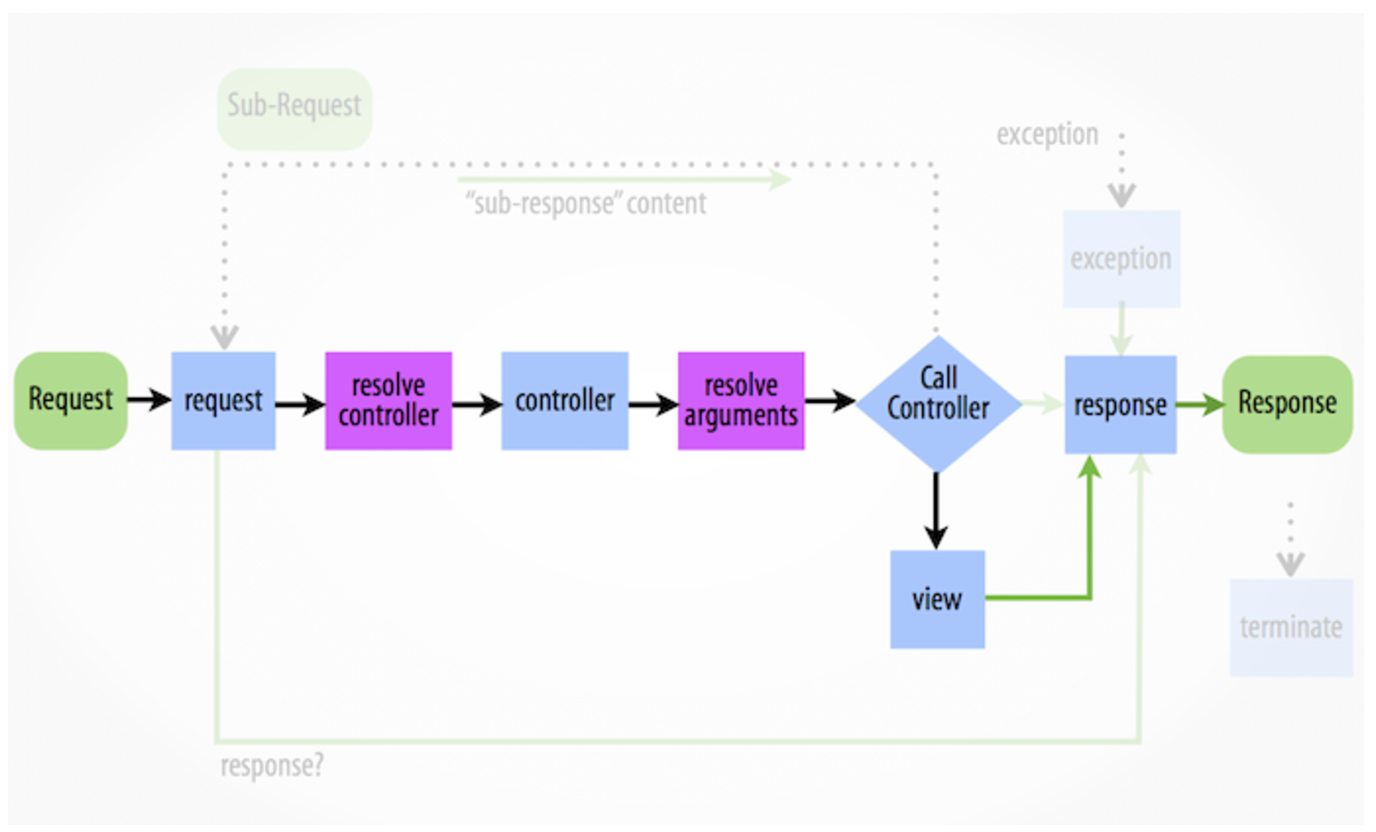 Sub-Request
exception
“sub-response” content
exception
Request
request
resolve
controller
controller
resolve
arguments
Call
Controller
response
Response
view
terminate
response?